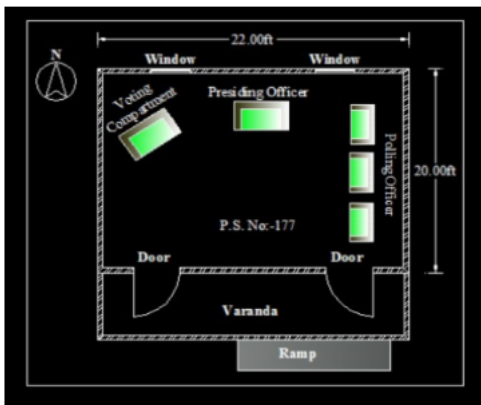 N
22.00ft
Window
Window
Voting
Compartment
Presiding Officer
Polling Officer
20.00ft
P.S. No:-177
Door
Door
Varanda
Ramp